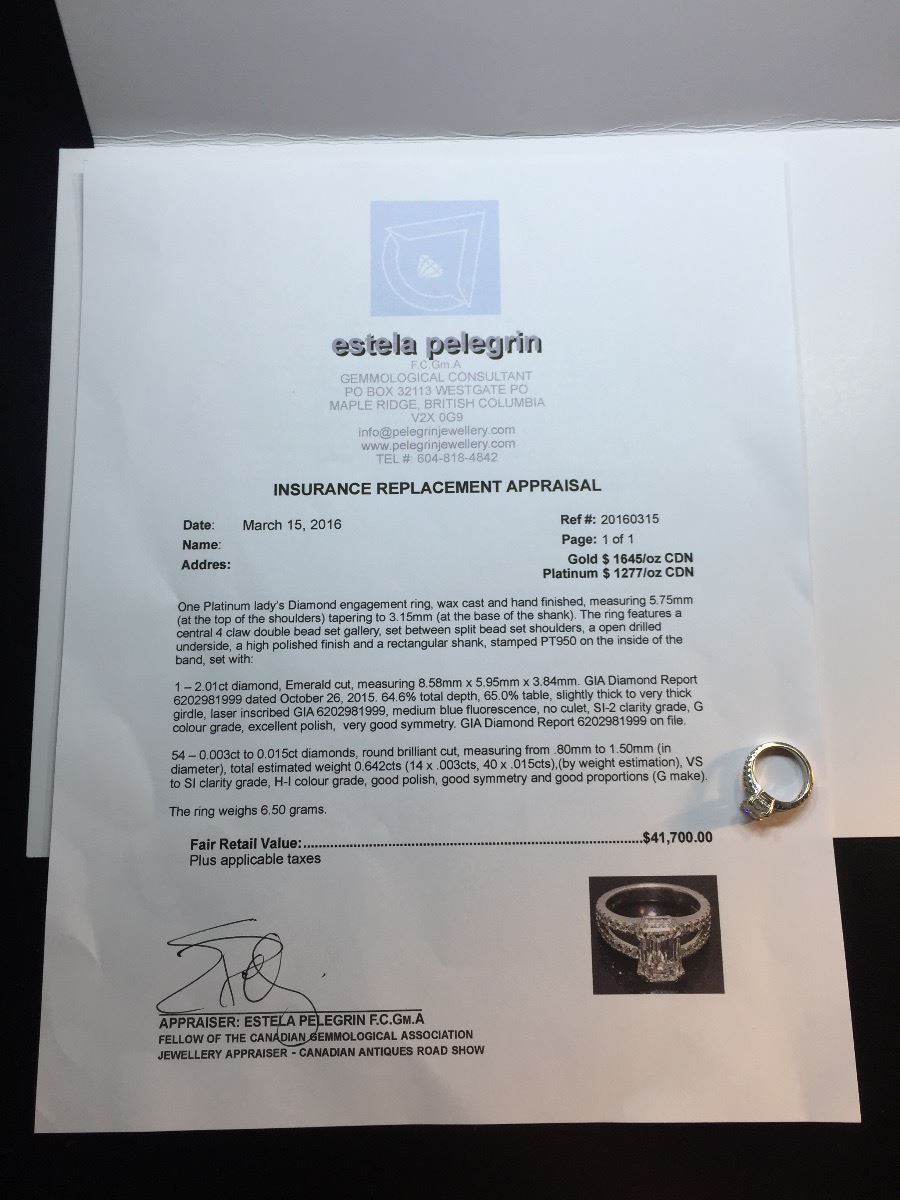 estela pelegrin
F.C.Gm.A
GEMMOLOGICAL CONSULTANT
PO BOX 32113 WESTGATE PO
MAPLE RIDGE, BRITISH COLUMBIA
V2X 0G9
info@pelegrinjewellery.com
www.pelegrinjewellery.com
TEL # 604-818-4842
INSURANCE REPLACEMENT APPRAISAL
Date: March 15, 2016
Name:
Addres:
Ref #: 20160315
Page: 1 of 1
Gold $ 1645/oz CDN
Platinum $ 1277/oz CDN
One Platinum lady's Diamond engagement ring, wax cast and hand finished, measuring 5.75mm
(at the top of the shoulders) tapering to 3.15mm (at the base of the shank). The ring features a
central 4 claw double bead set gallery, set between split bead set shoulders, a open drilled
underside, a high polished finish and a rectangular shank, stamped PT950 on the inside of the
band, set with:
1 – 2.01ct diamond, Emerald cut, measuring 8.58mm x 5.95mm x 3.84mm. GIA Diamond Report
6202981999 dated October 26, 2015. 64.6% total depth, 65.0% table, slightly thick to very thick
girdle, laser inscribed GIA 6202981999, medium blue fluorescence, no culet, SI-2 clarity grade, G
colour grade, excellent polish, very good symmetry. GIA Diamond Report 6202981999 on file.
54 – 0.003ct to 0.015ct diamonds, round brilliant cut, measuring from .80mm to 1.50mm (in
diameter), total estimated weight 0.642cts (14 x .003cts, 40 x .015cts),(by weight estimation), VS
to SI clarity grade, H-I colour grade, good polish, good symmetry and good proportions (G make).
The ring weighs 6.50 grams.
Fair Retail Value:..........................................................................$41,700.00
Plus applicable taxes
APPRAISER: ESTELA PELEGRIN F.C.GM.A
FELLOW OF THE CANADIAN GEMMOLOGICAL ASSOCIATION
JEWELLERY APPRAISER - CANADIAN ANTIQUES ROAD SHOW